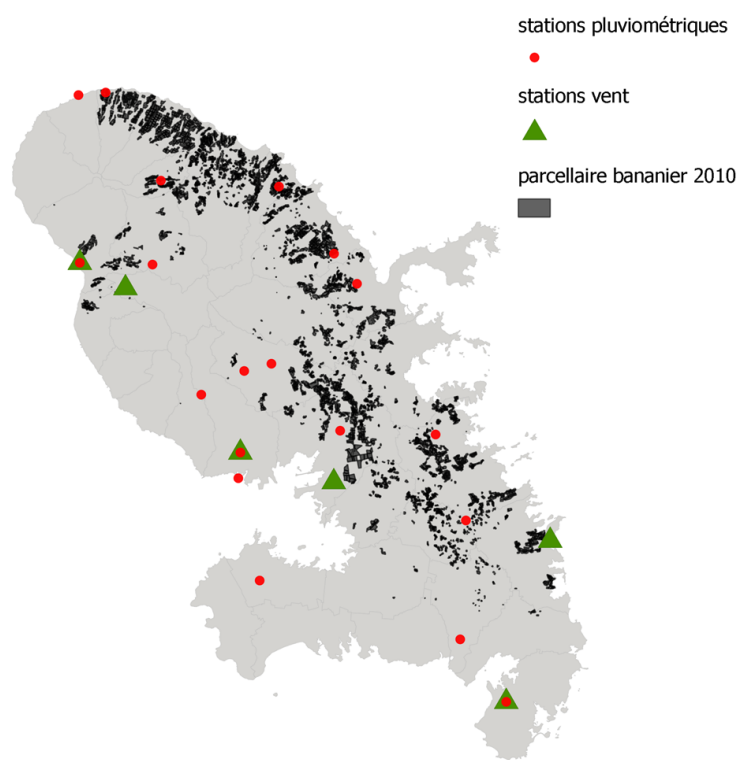 stations pluviométriques
stations vent
parcellaire bananier 2010